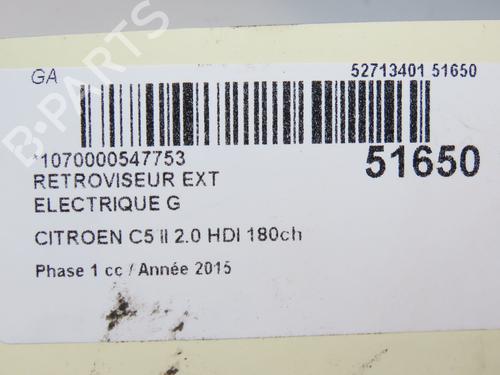 B-PARTS
GA
52713401 51650
*1070000547753
51650
RETROVISEUR EXT
ELECTRIQUE G
CITROEN C5 II 2.0 HDI 180ch
Phase 1 cc / Année 2015